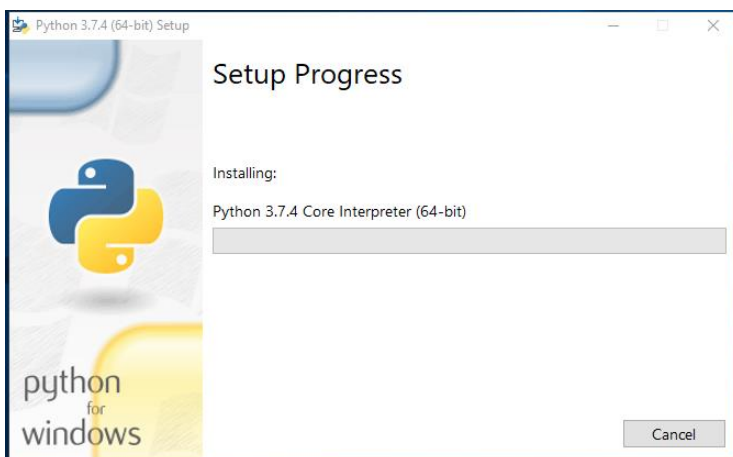 Python 3.7.4 (64-bit) Setup
Setup Progress
Installing:
Python 3.7.4 Core Interpreter (64-bit)
python
for
windows
Cancel